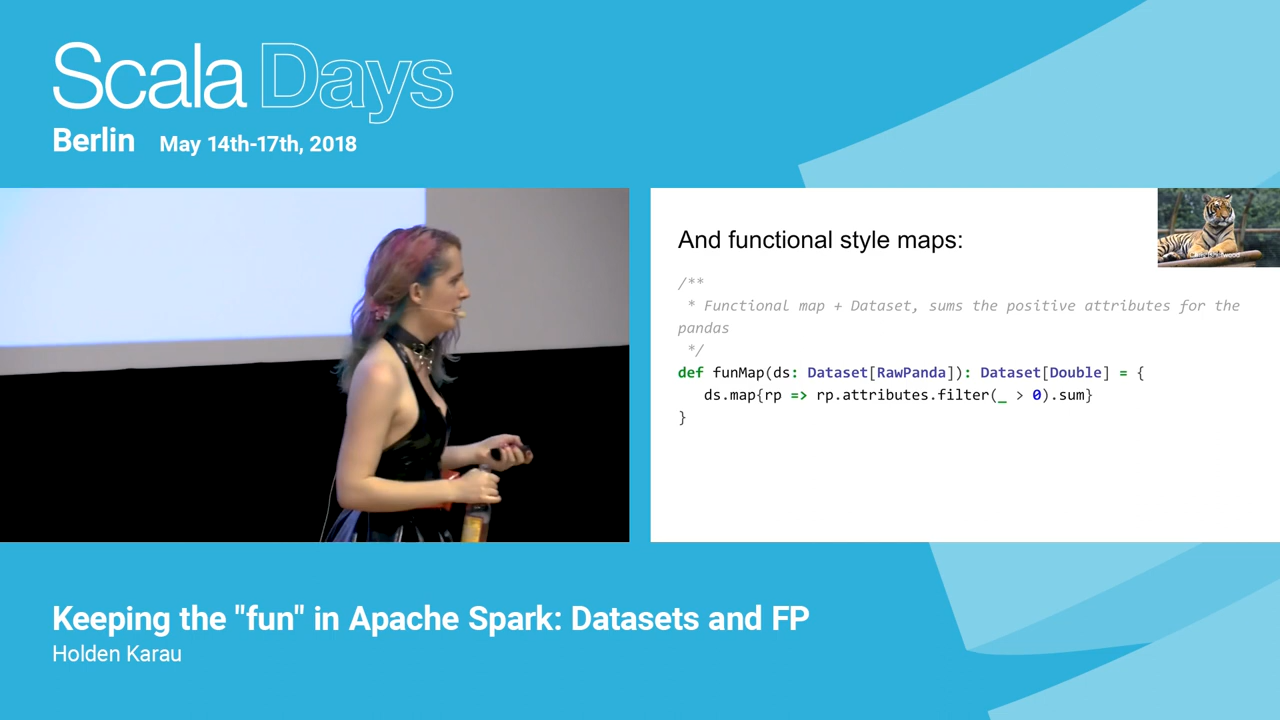 Scala Days
Berlin May 14th-17th, 2018
And functional style maps:
/**
* Functional map + Dataset, sums the positive attributes for the
pandas
*/
def funMap(ds: Dataset[RawPanda]): Dataset[Double] = {
ds.map{rp => rp.attributes.filter(_ > 0).sum}
}
Keeping the "fun" in Apache Spark: Datasets and FP
Holden Karau